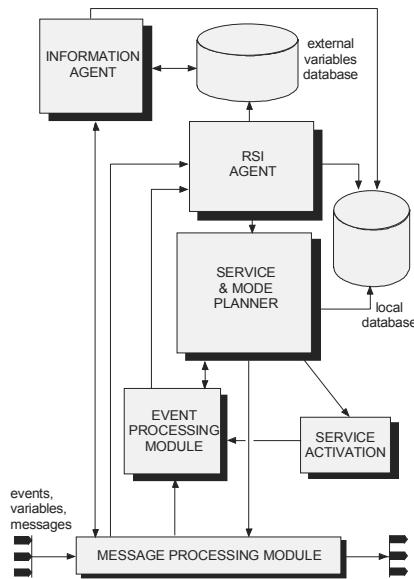 INFORMATION
AGENT
external
variables
database
RSI
AGENT
SERVICE
& MODE
PLANNER
local
database
EVENT
PROCESSING
MODULE
SERVICE
ACTIVATION
events,
variables,
messages
MESSAGE PROCESSING MODULE